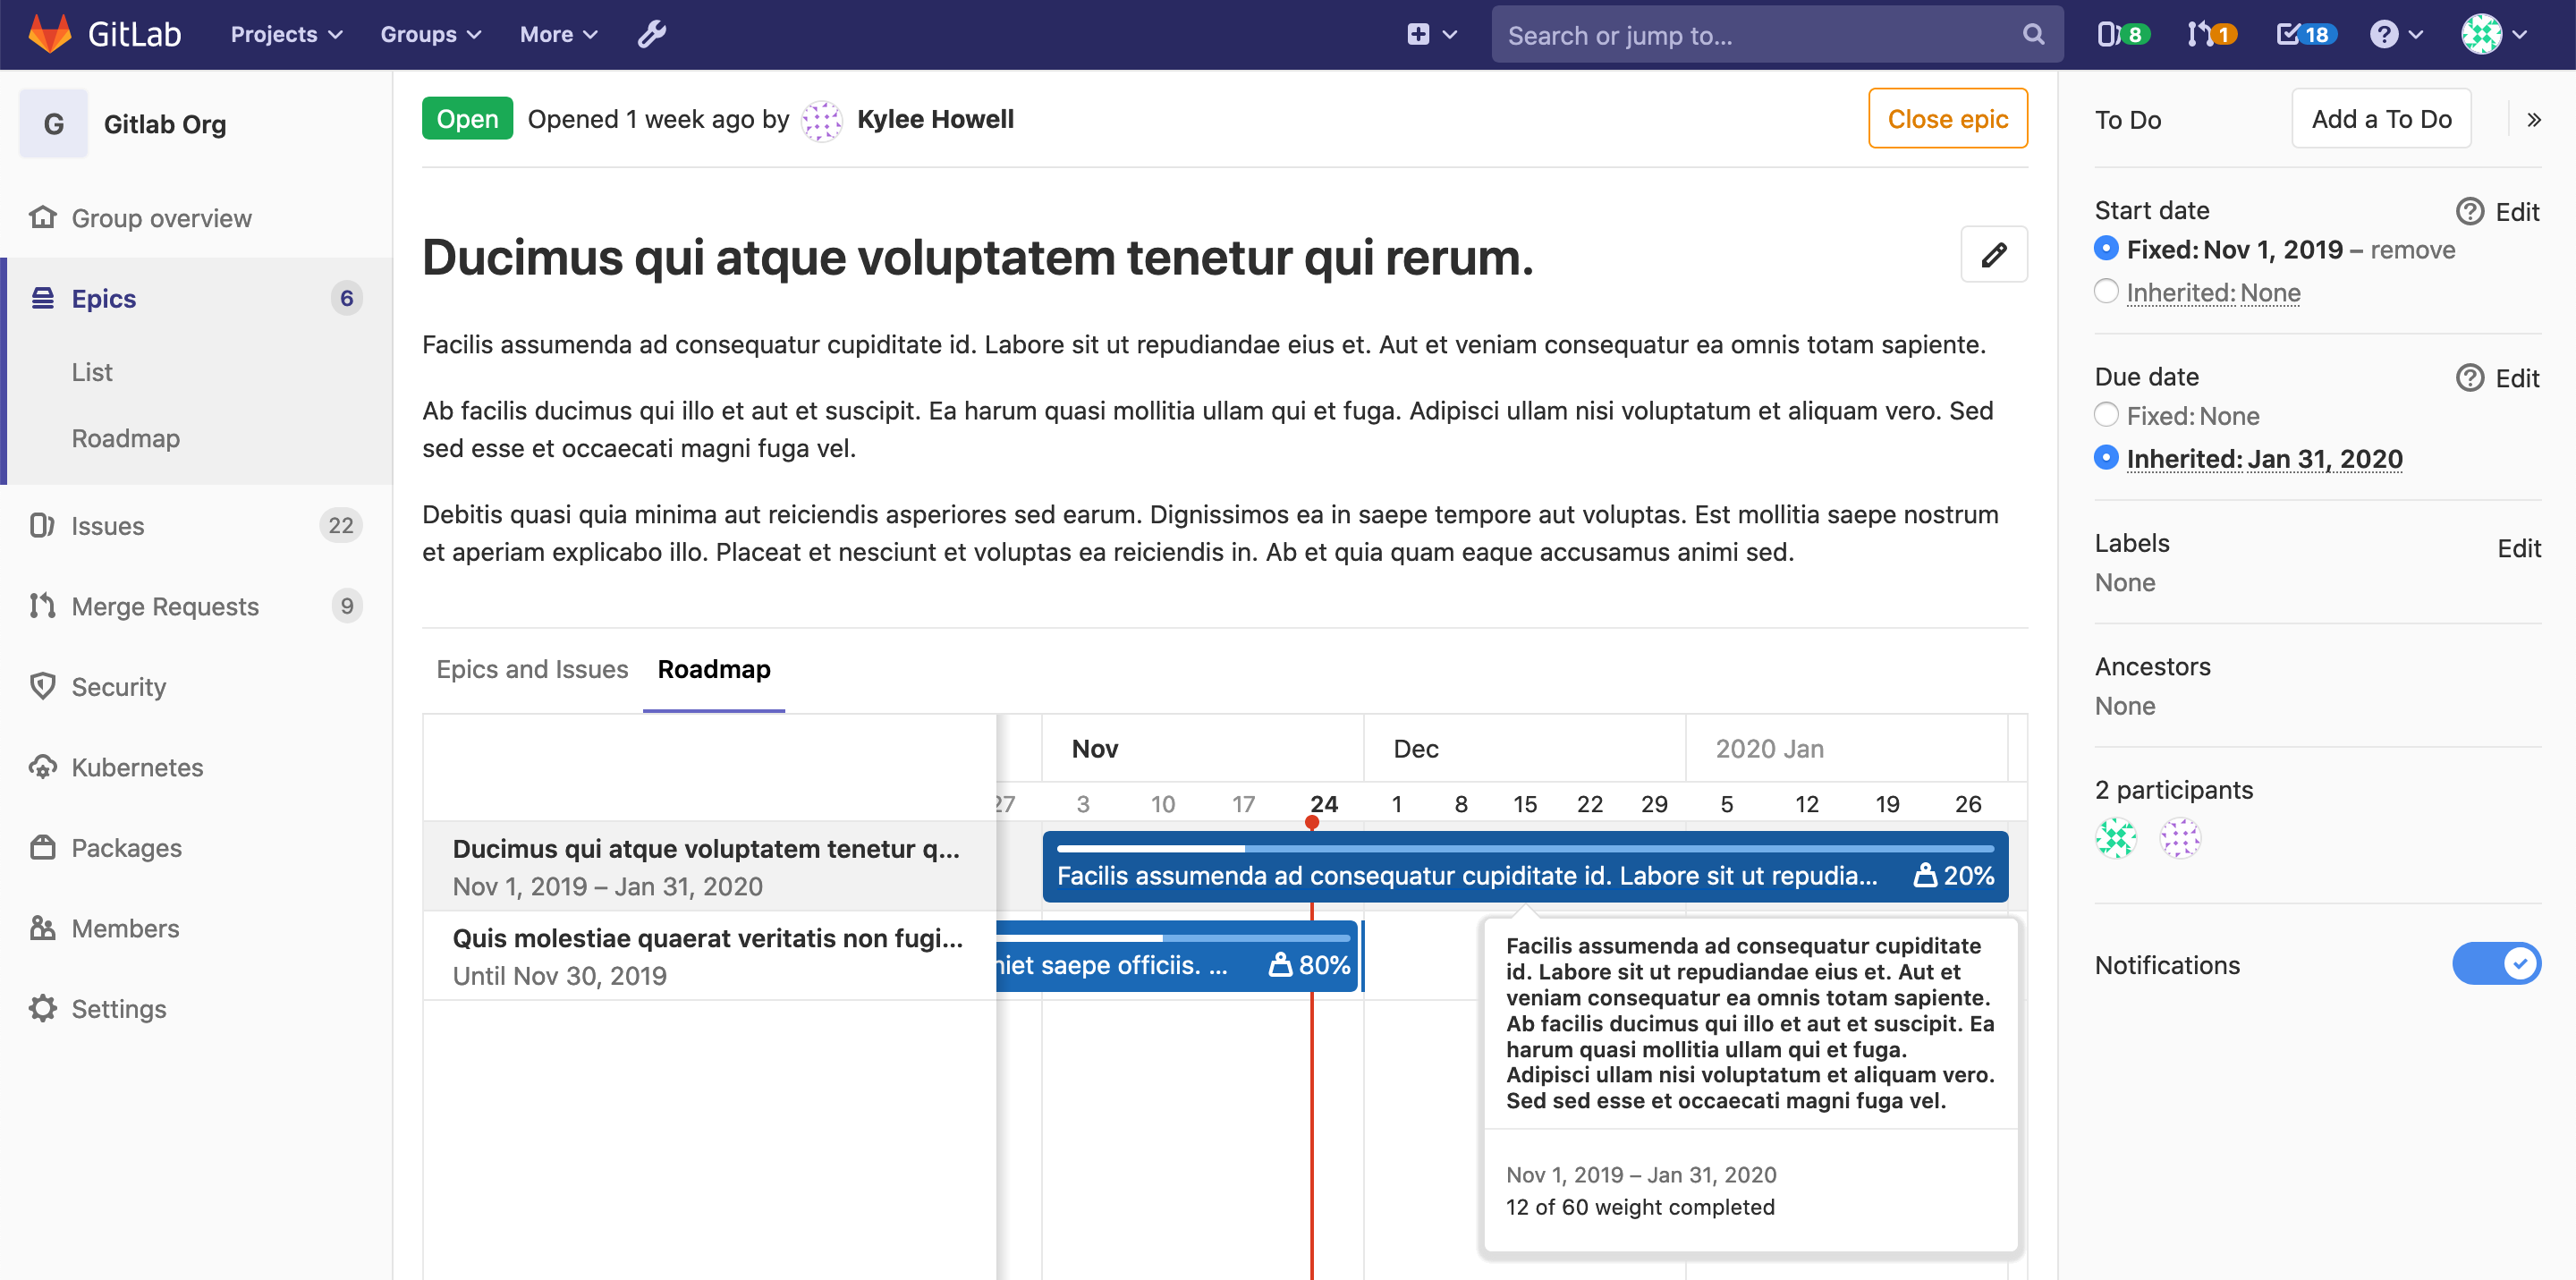 GitLab
Projects
Groups
More
Search or jump to...
8
1
18
G
Gitlab Org
Group overview
Epics
6
List
Roadmap
Issues
22
Merge Requests
9
Security
Kubernetes
Packages
Members
Settings
Open
Opened 1 week ago by Kylee Howell
Close epic
Ducimus qui atque voluptatem tenetur qui rerum.
Facilis assumenda ad consequatur cupiditate id. Labore sit ut repudiandae eius et. Aut et veniam consequatur ea omnis totam sapiente.
Ab facilis ducimus qui illo et aut et suscipit. Ea harum quasi mollitia ullam qui et fuga. Adipisci ullam nisi voluptatum et aliquam vero. Sed
sed esse et occaecati magni fuga vel.
Debitis quasi quia minima aut reiciendis asperiores sed earum. Dignissimos ea in saepe tempore aut voluptas. Est mollitia saepe nostrum
et aperiam explicabo illo. Placeat et nesciunt et voluptas ea reiciendis in. Ab et quia quam eaque accusamus animi sed.
Epics and Issues
Roadmap
Nov
Dec
2020 Jan
27 3 10 17 24 1 8 15 22 29 5 12 19 26
Ducimus qui atque voluptatem tenetur q...
Nov 1, 2019 – Jan 31, 2020
Facilis assumenda ad consequatur cupiditate id. Labore sit ut repudia...
20%
Quis molestiae quaerat veritatis non fugi...
Until Nov 30, 2019
saepe officiis. ...
80%
Facilis assumenda ad consequatur cupiditate
id. Labore sit ut repudiandae eius et. Aut et
veniam consequatur ea omnis totam sapiente.
Ab facilis ducimus qui illo et aut et suscipit. Ea
harum quasi mollitia ullam qui et fuga.
Adipisci ullam nisi voluptatum et aliquam vero.
Sed sed esse et occaecati magni fuga vel.
Nov 1, 2019 – Jan 31, 2020
12 of 60 weight completed
To Do
Add a To Do
Start date
Edit
Fixed: Nov 1, 2019 – remove
Inherited: None
Due date
Edit
Fixed: None
Inherited: Jan 31, 2020
Labels
Edit
None
Ancestors
None
2 participants
Notifications